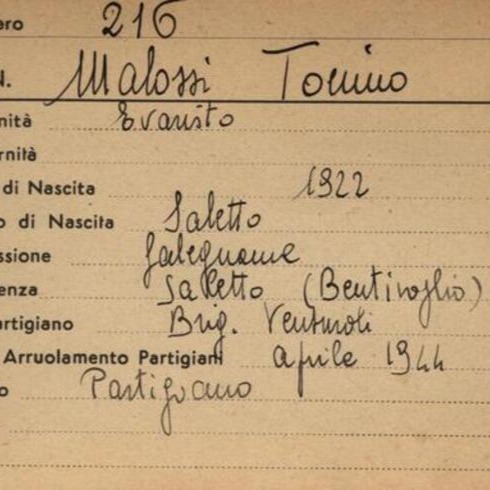 ero 216
N. Malossi Tonino
nità Evaristo
rnità
di Nascita 1922
o di Nascita Saletto
ssione falegname
enza Saletto (Bentivoglio)
artigiano Brig. Venturoli
Arruolamento Partigiani aprile 1944
o Partigiano